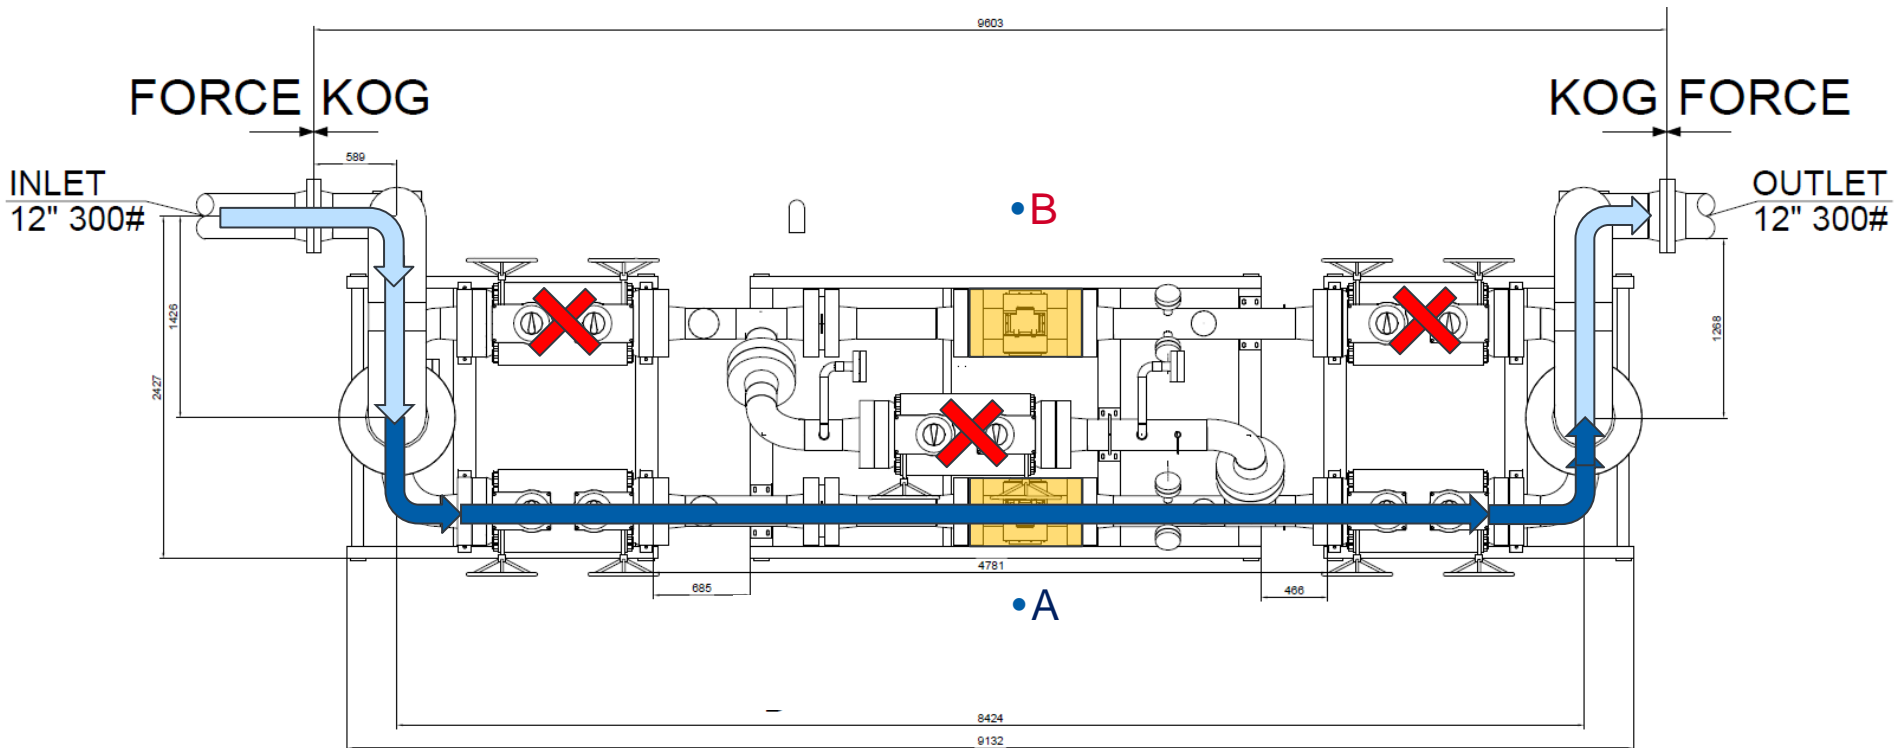 9603
FORCE KOG
KOG FORCE
589
INLET
12" 300#
OUTLET
12" 300#
B
1426
1268
2427
4781
685
466
A
8424
9132